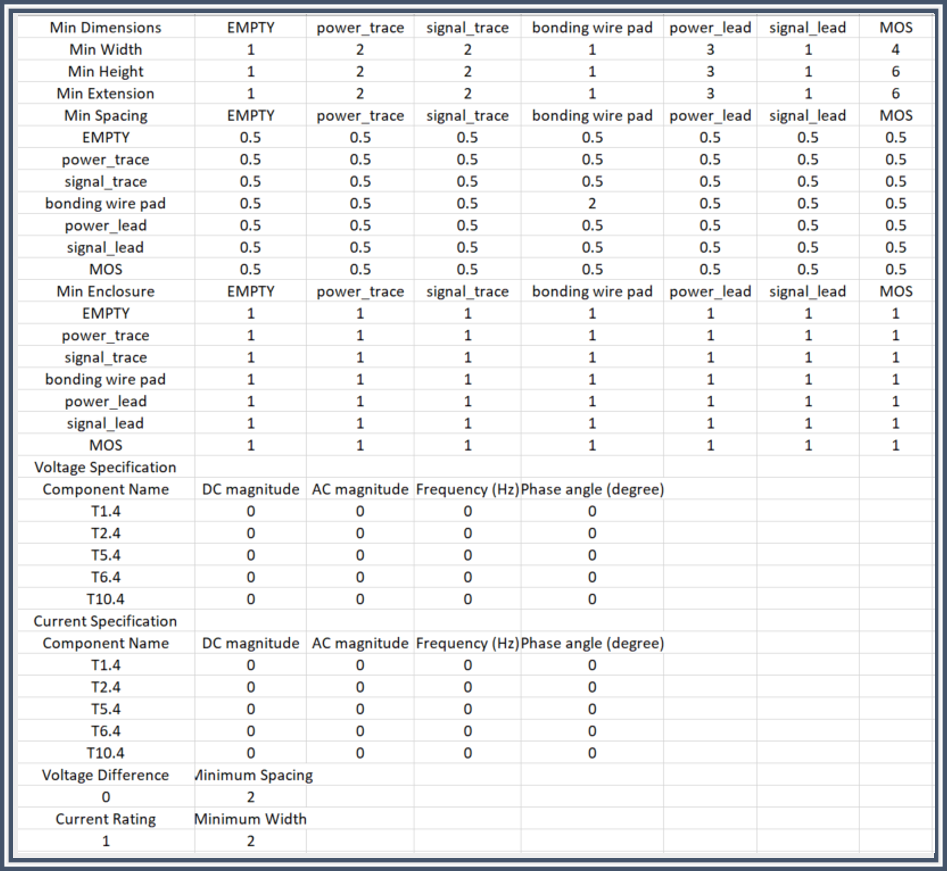 Min Dimensions EMPTY power_trace signal_trace bonding wire pad power_lead signal_lead MOS
Min Width 1 2 2 1 3 1 4
Min Height 1 2 2 1 3 1 6
Min Extension 1 2 2 1 3 1 6
Min Spacing EMPTY power_trace signal_trace bonding wire pad power_lead signal_lead MOS
EMPTY 0.5 0.5 0.5 0.5 0.5 0.5 0.5
power_trace 0.5 0.5 0.5 0.5 0.5 0.5 0.5
signal_trace 0.5 0.5 0.5 0.5 0.5 0.5 0.5
bonding wire pad 0.5 0.5 0.5 2 0.5 0.5 0.5
power_lead 0.5 0.5 0.5 0.5 0.5 0.5 0.5
signal_lead 0.5 0.5 0.5 0.5 0.5 0.5 0.5
MOS 0.5 0.5 0.5 0.5 0.5 0.5 0.5
Min Enclosure EMPTY power_trace signal_trace bonding wire pad power_lead signal_lead MOS
EMPTY 1 1 1 1 1 1 1
power_trace 1 1 1 1 1 1 1
signal_trace 1 1 1 1 1 1 1
bonding wire pad 1 1 1 1 1 1 1
power_lead 1 1 1 1 1 1 1
signal_lead 1 1 1 1 1 1 1
MOS 1 1 1 1 1 1 1
Voltage Specification
Component Name DC magnitude AC magnitude Frequency (Hz) Phase angle (degree)
T1.4 0 0 0 0
T2.4 0 0 0 0
T5.4 0 0 0 0
T6.4 0 0 0 0
T10.4 0 0 0 0
Current Specification
Component Name DC magnitude AC magnitude Frequency (Hz) Phase angle (degree)
T1.4 0 0 0 0
T2.4 0 0 0 0
T5.4 0 0 0 0
T6.4 0 0 0 0
T10.4 0 0 0 0
Voltage Difference Minimum Spacing
0 2
Current Rating Minimum Width
1 2